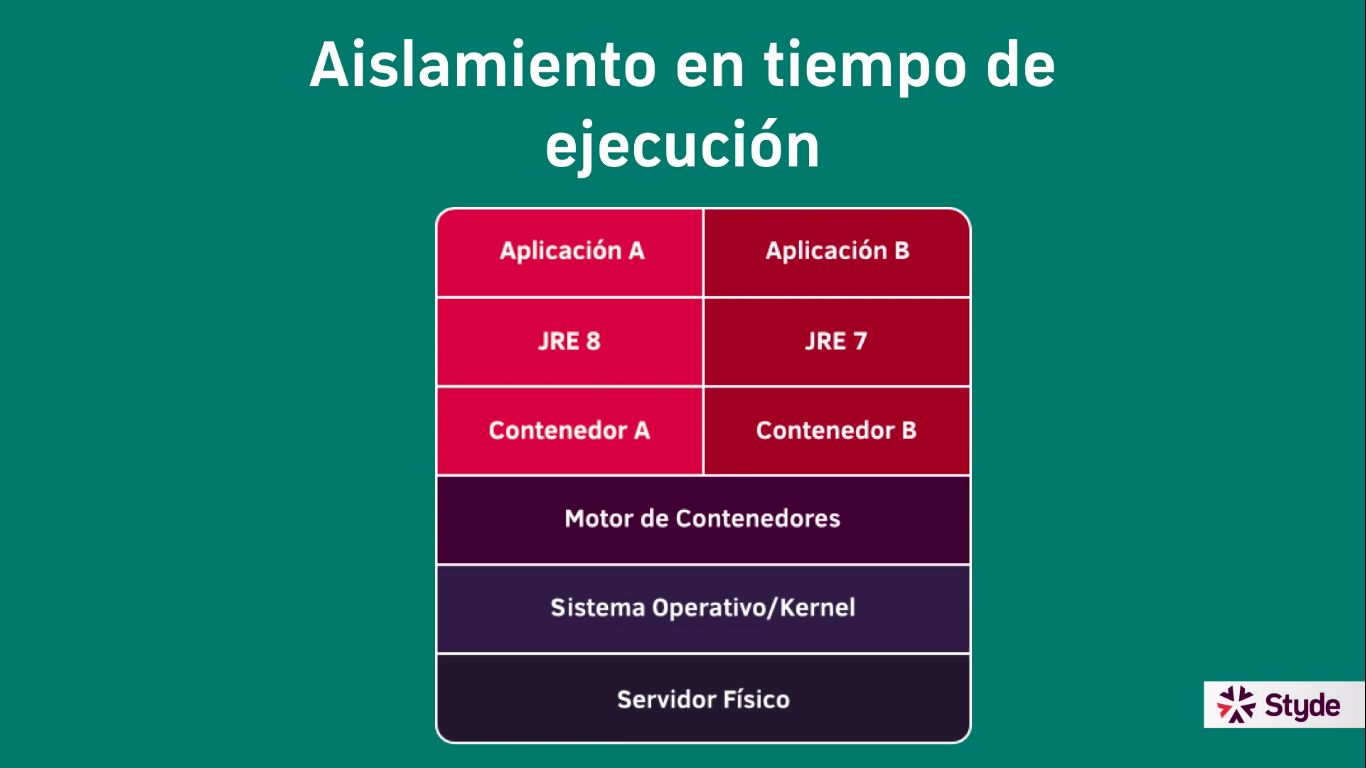 Aislamiento en tiempo de
ejecución
Aplicación A
Aplicación B
JRE 8
JRE 7
Contenedor A
Contenedor B
Motor de Contenedores
Sistema Operativo/Kernel
Servidor Físico
Styde